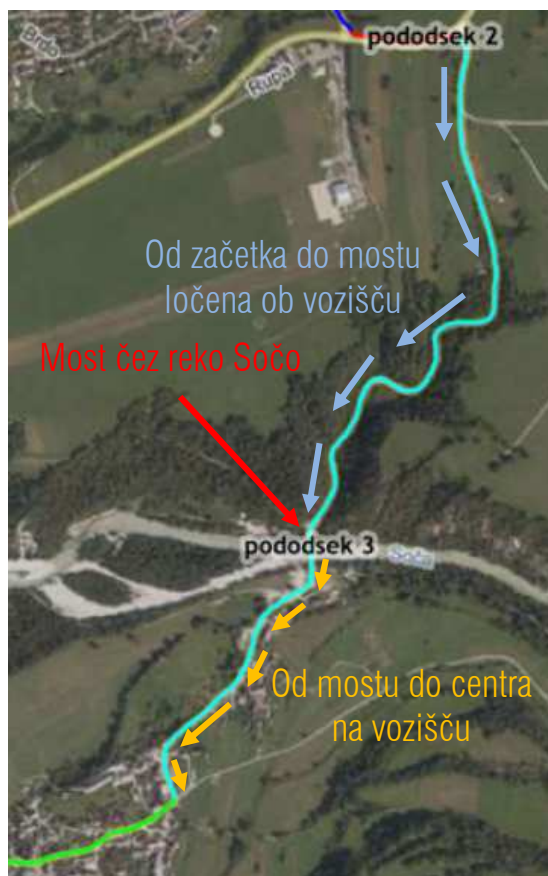 Brdo
pododsek 2
Rupa
Od začetka do mostu
ločena ob vozišču
Most čez reko Sočo
pododsek 3
Soča
Od mostu do centra
na vozišču